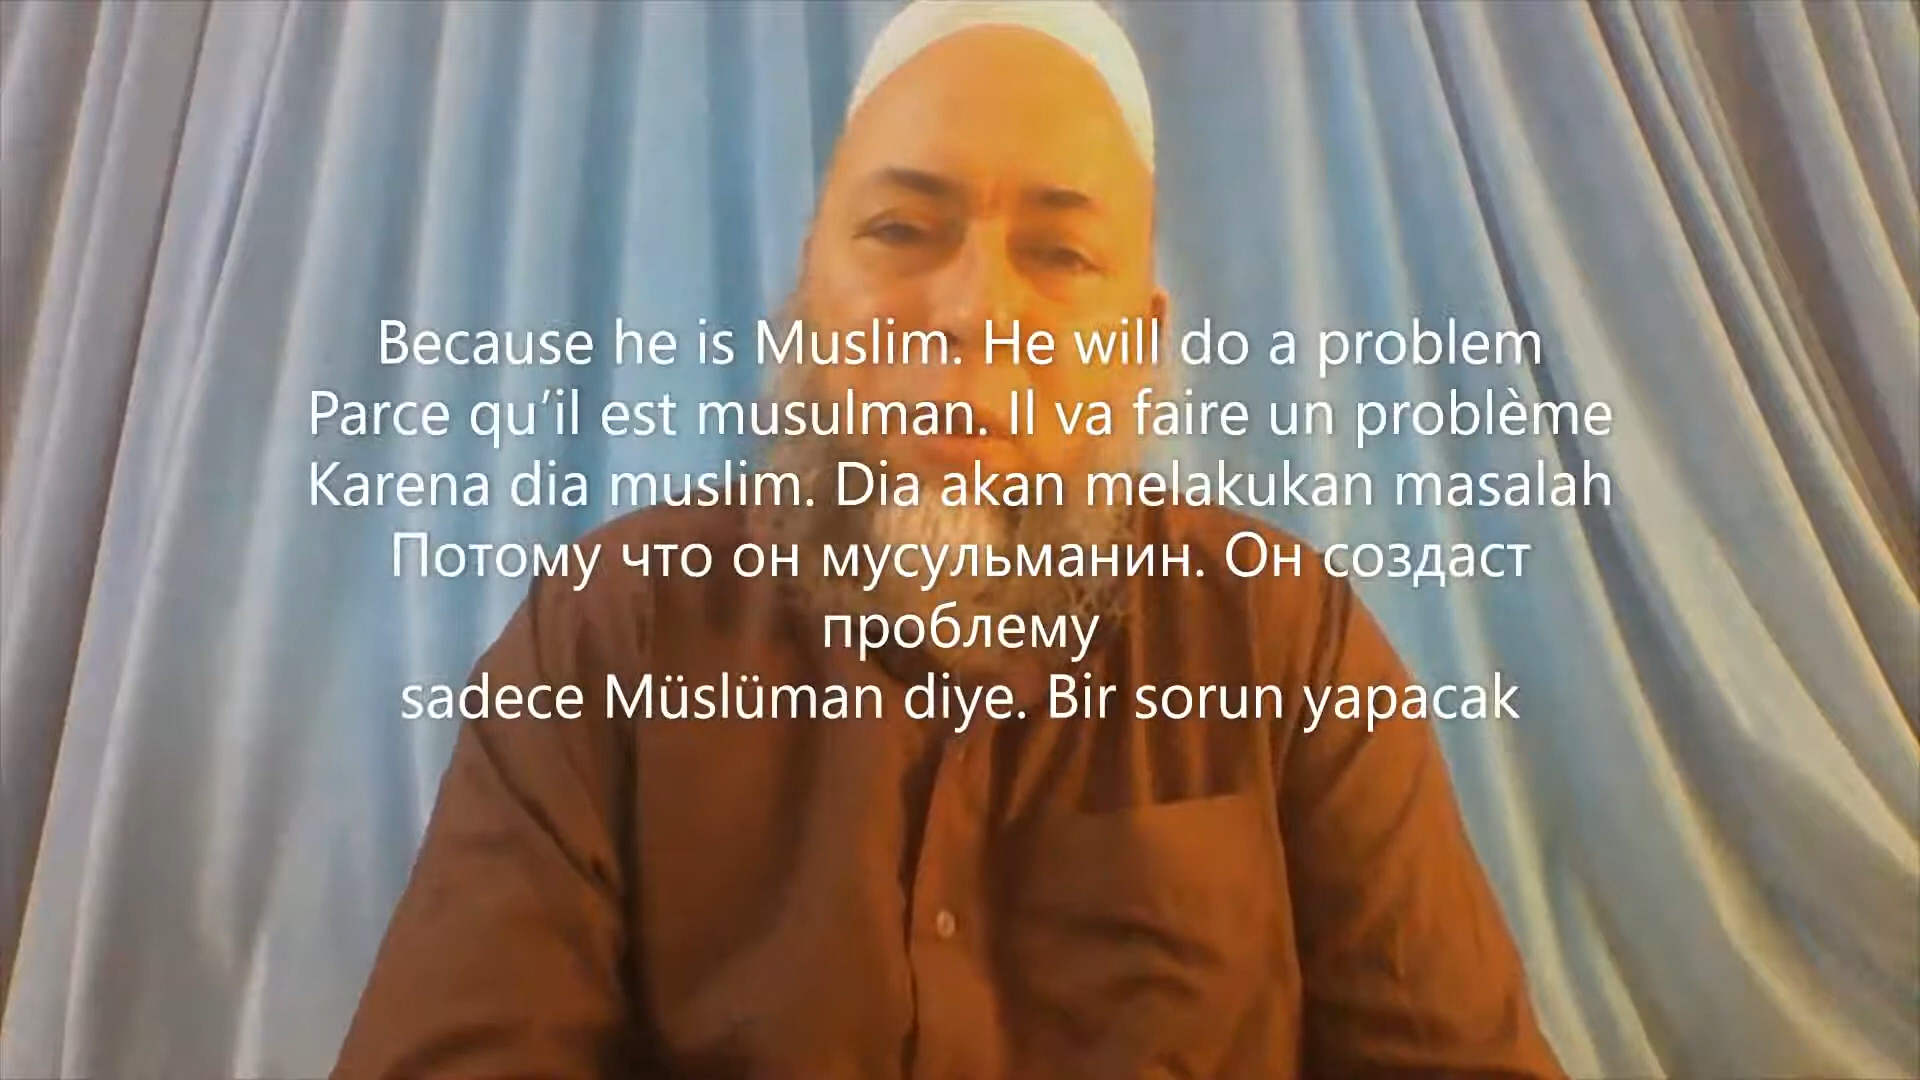 Because he is Muslim. He will do a problem
Parce qu’il est musulman. Il va faire un problème
Karena dia muslim. Dia akan melakukan masalah
Потому что он мусульманин. Он создаст
проблему
sadece Müslüman diye. Bir sorun yapacak